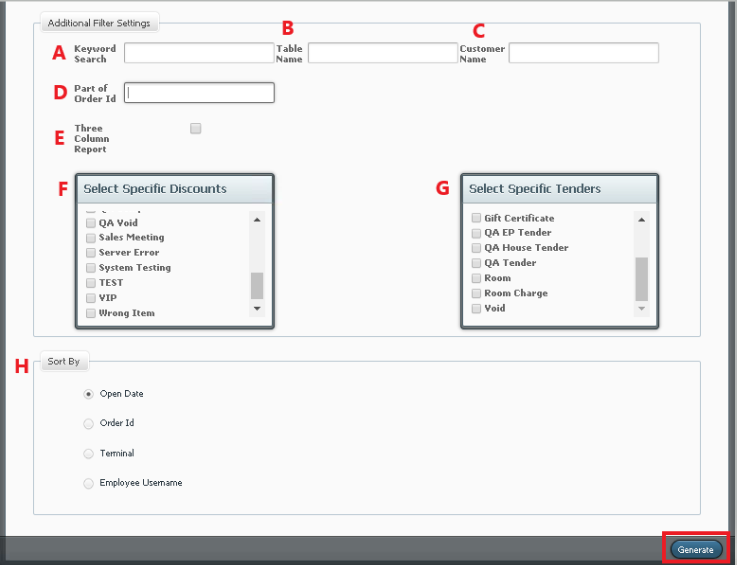 Additional Filter Settings
A Keyword Search B Table Name C Customer Name
D Part of Order Id
E Three Column Report
F Select Specific Discounts
QA Void
Sales Meeting
Server Error
System Testing
TEST
VIP
Wrong Item
G Select Specific Tenders
Gift Certificate
QA EP Tender
QA House Tender
QA Tender
Room
Room Charge
Void
H Sort By
Open Date
Order Id
Terminal
Employee Username
Generate